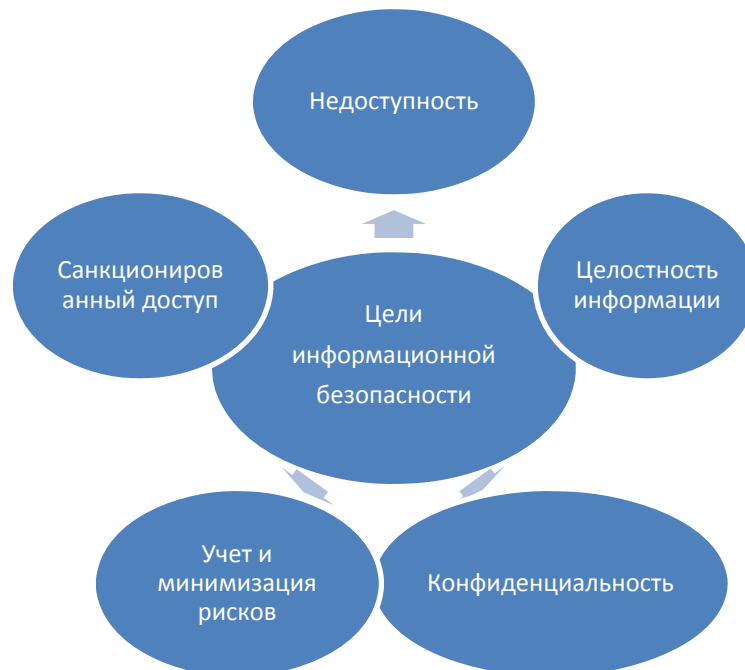 Недоступность
Санкциониров
анный доступ
Целостность
информации
Цели
информационной
безопасности
Учет и
минимизация
рисков
Конфиденциальность